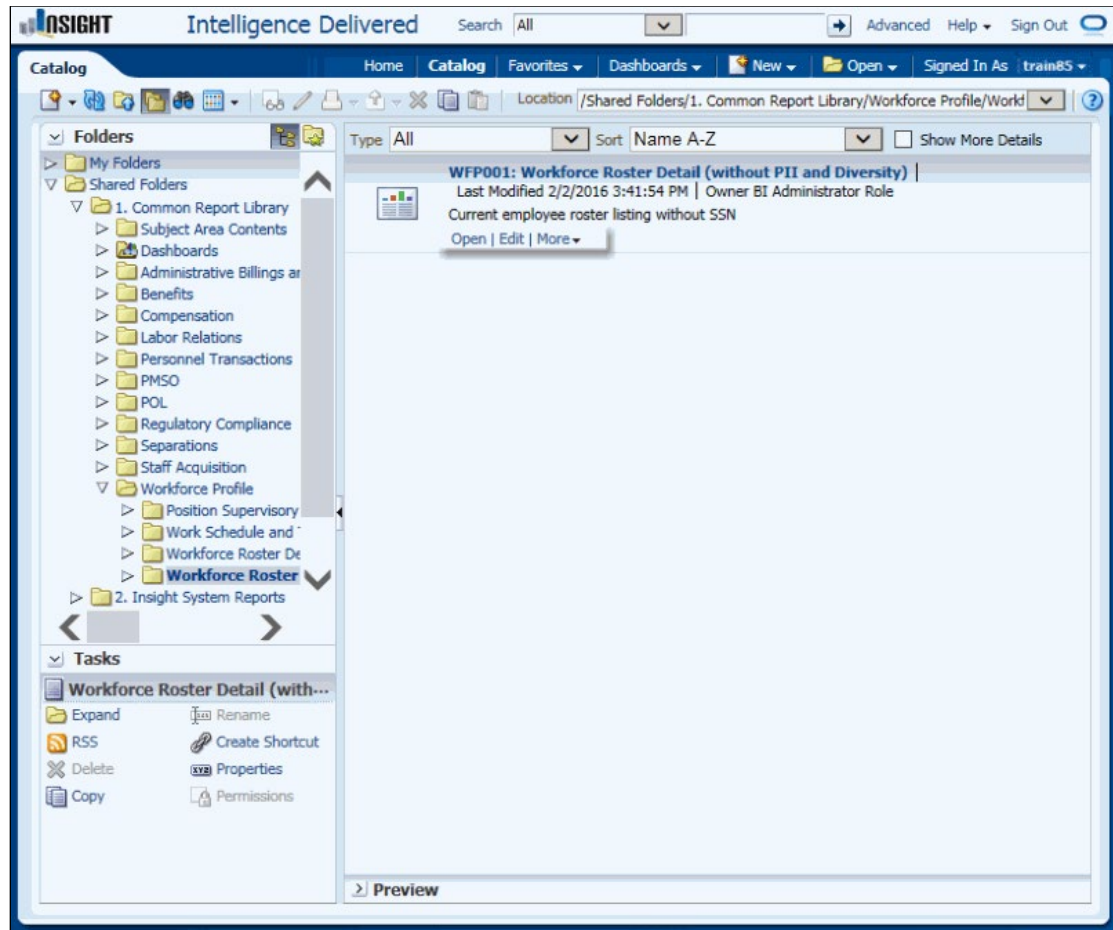 INSIGHT Intelligence Delivered Search All Advanced Help Sign Out
Catalog Home Catalog Favorites Dashboards New Open Signed In As train85
Location /Shared Folders/1. Common Report Library/Workforce Profile/Workf
Folders
My Folders
Shared Folders
1. Common Report Library
Subject Area Contents
Dashboards
Administrative Billings ar
Benefits
Compensation
Labor Relations
Personnel Transactions
PMSO
POL
Regulatory Compliance
Separations
Staff Acquisition
Workforce Profile
Position Supervisory
Work Schedule and
Workforce Roster De
Workforce Roster
2. Insight System Reports
Tasks
Workforce Roster Detail (with...
Expand Rename
RSS Create Shortcut
Delete Properties
Copy Permissions
Type All Sort Name A-Z Show More Details
WFP001: Workforce Roster Detail (without PII and Diversity) |
Last Modified 2/2/2016 3:41:54 PM | Owner BI Administrator Role
Current employee roster listing without SSN
Open | Edit | More
Preview